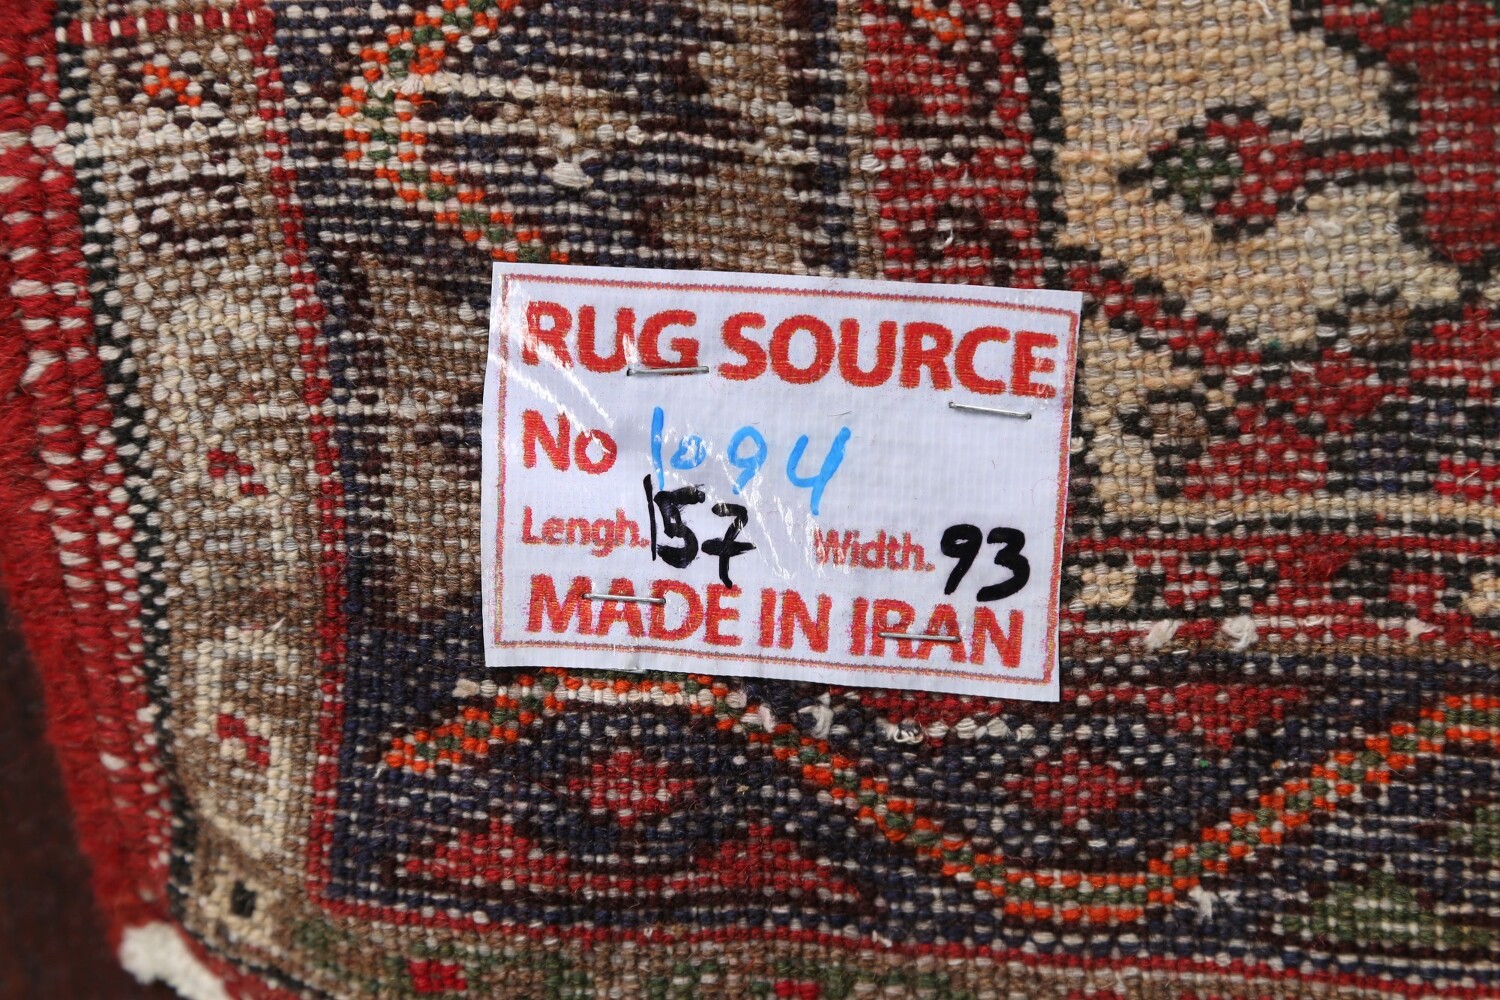 RUG SOURCE
No 1094
Lengh. 157 Width. 93
MADE IN IRAN